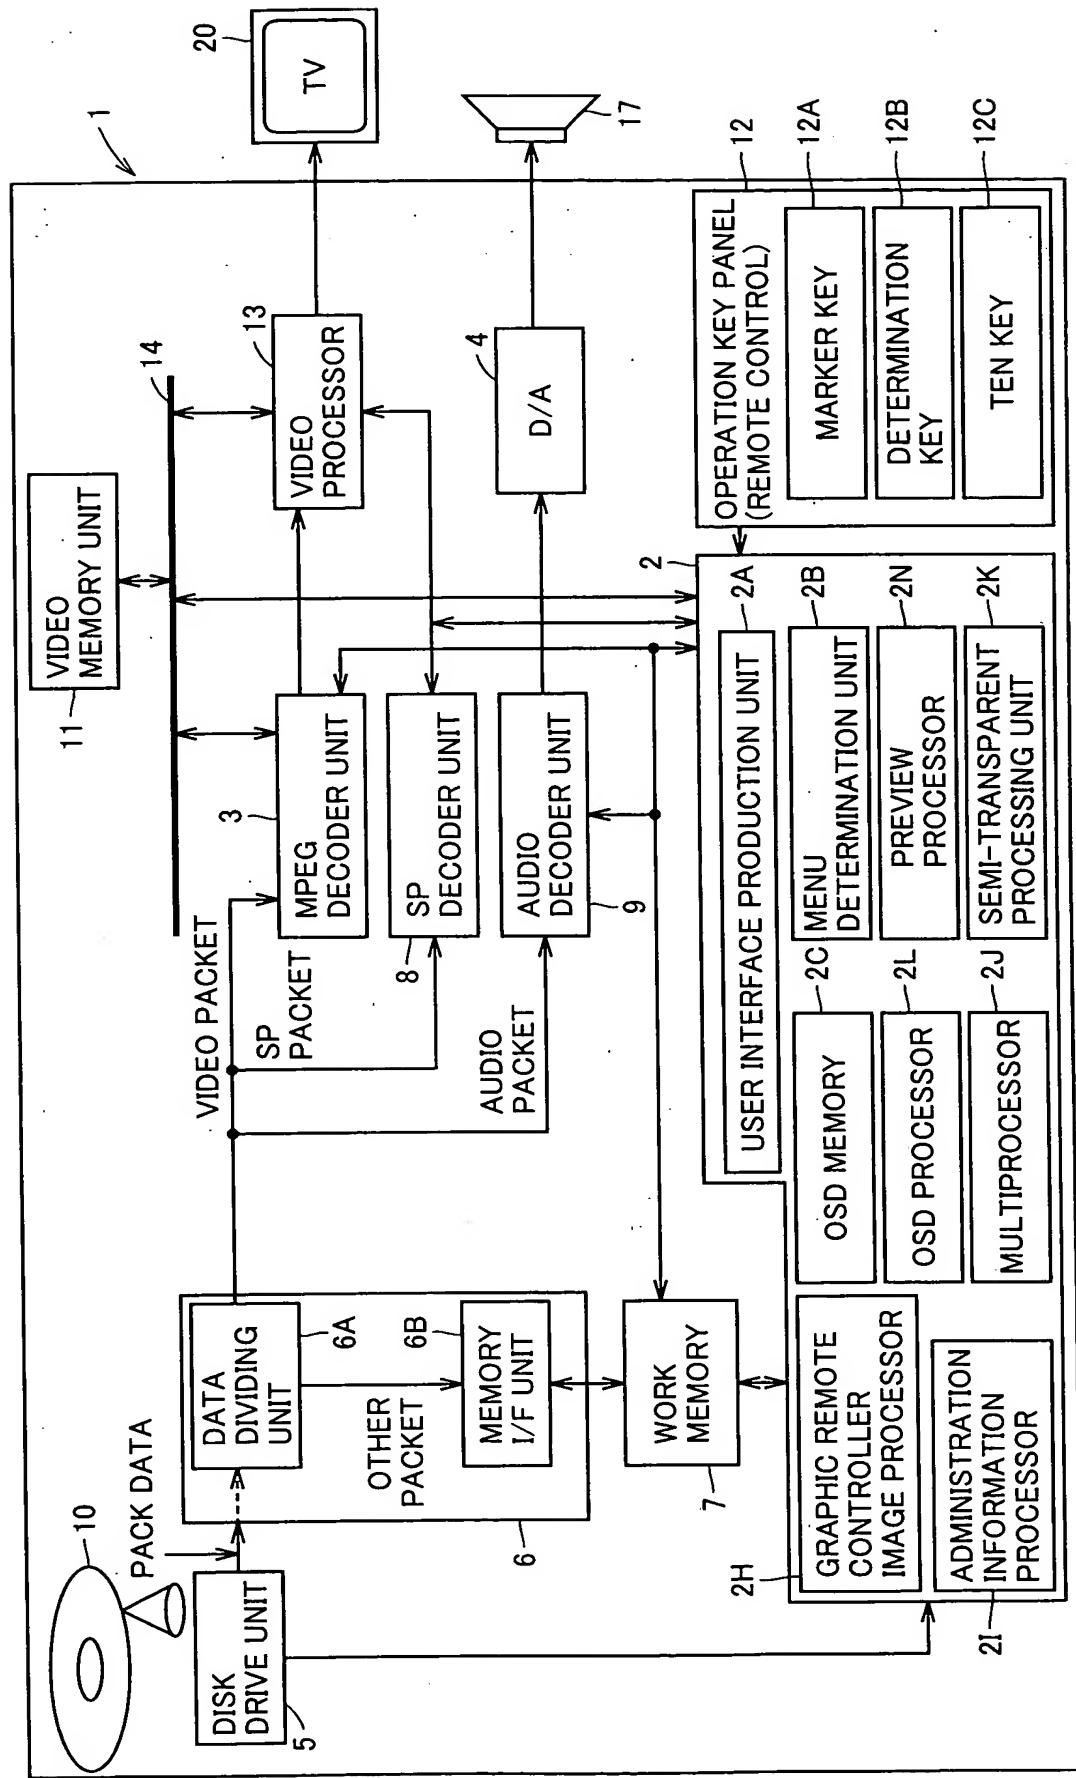 1
10
PACK DATA
DISK
DRIVE UNIT
5
DATA
DIVIDING
UNIT
6A
OTHER
PACKET
6B
MEMORY
I/F UNIT
6
WORK
MEMORY
7
VIDEO PACKET
SP
PACKET
AUDIO
PACKET
VIDEO
MEMORY UNIT
11
14
3
MPEG
DECODER UNIT
8
SP
DECODER UNIT
AUDIO
DECODER UNIT
9
13
VIDEO
PROCESSOR
4
D/A
20
TV
17
2
USER INTERFACE PRODUCTION UNIT
2A
MENU
DETERMINATION UNIT
2B
OSD MEMORY
2C
PREVIEW
PROCESSOR
2N
OSD PROCESSOR
2L
SEMI-TRANSPARENT
PROCESSING UNIT
2K
MULTIPROCESSOR
2J
GRAPHIC REMOTE
CONTROLLER
IMAGE PROCESSOR
2H
ADMINISTRATION
INFORMATION
PROCESSOR
2I
OPERATION KEY PANEL
(REMOTE CONTROL)
12
MARKER KEY
12A
DETERMINATION
KEY
12B
TEN KEY
12C